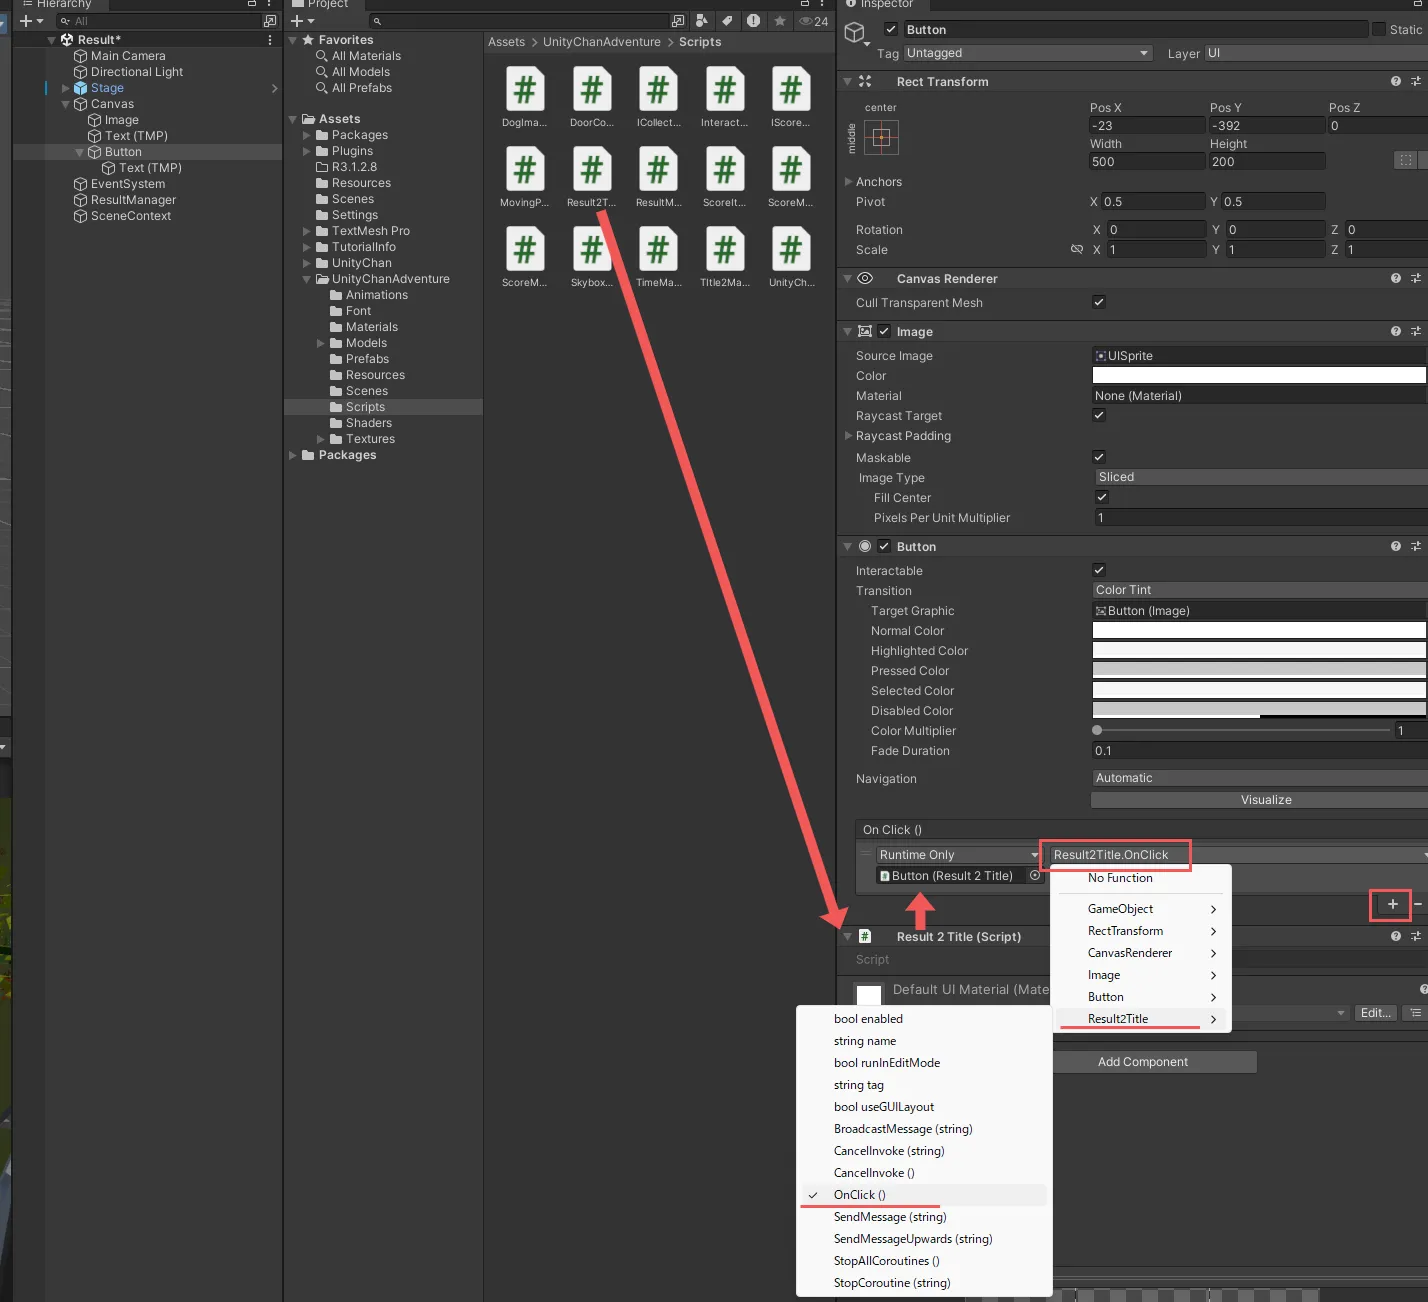 Hierarchy
All
Result*
Main Camera
Directional Light
Stage
Canvas
Image
Text (TMP)
Button
Text (TMP)
EventSystem
ResultManager
SceneContext
Project
24
Favorites
All Materials
All Models
All Prefabs
Assets
Packages
Plugins
R3.1.2.8
Resources
Scenes
Settings
TextMesh Pro
TutorialInfo
UnityChan
UnityChanAdventure
Animations
Font
Materials
Models
Prefabs
Resources
Scenes
Scripts
Shaders
Textures
Packages
Assets > UnityChanAdventure > Scripts
DogIma... DoorCo... ICollect... Interact... IScore...
MovingP... Result2T... ResultM... ScoreIt... ScoreM...
ScoreM... Skybox... TimeMa... TItle2Ma... UnityCh...
Inspector
Button Static
Tag Untagged Layer UI
Rect Transform
center
middle
Pos X Pos Y Pos Z
-23 -392 0
Width Height
500 200
Anchors
Pivot X 0.5 Y 0.5
Rotation X 0 Y 0 Z 0
Scale X 1 Y 1 Z 1
Canvas Renderer
Cull Transparent Mesh
Image
Source Image UISprite
Color
Material None (Material)
Raycast Target
Raycast Padding
Maskable
Image Type Sliced
Fill Center
Pixels Per Unit Multiplier 1
Button
Interactable
Transition Color Tint
Target Graphic Button (Image)
Normal Color
Highlighted Color
Pressed Color
Selected Color
Disabled Color
Color Multiplier 1
Fade Duration 0.1
Navigation Automatic
Visualize
On Click ()
Runtime Only Result2Title.OnClick
Button (Result 2 Title)
No Function
GameObject
RectTransform
CanvasRenderer
Image
Button
Result2Title
Result 2 Title (Script)
Script
Default UI Material (Mate
Edit...
Add Component
bool enabled
string name
bool runInEditMode
string tag
bool useGUILayout
BroadcastMessage (string)
CancelInvoke (string)
CancelInvoke ()
OnClick ()
SendMessage (string)
SendMessageUpwards (string)
StopAllCoroutines ()
StopCoroutine (string)